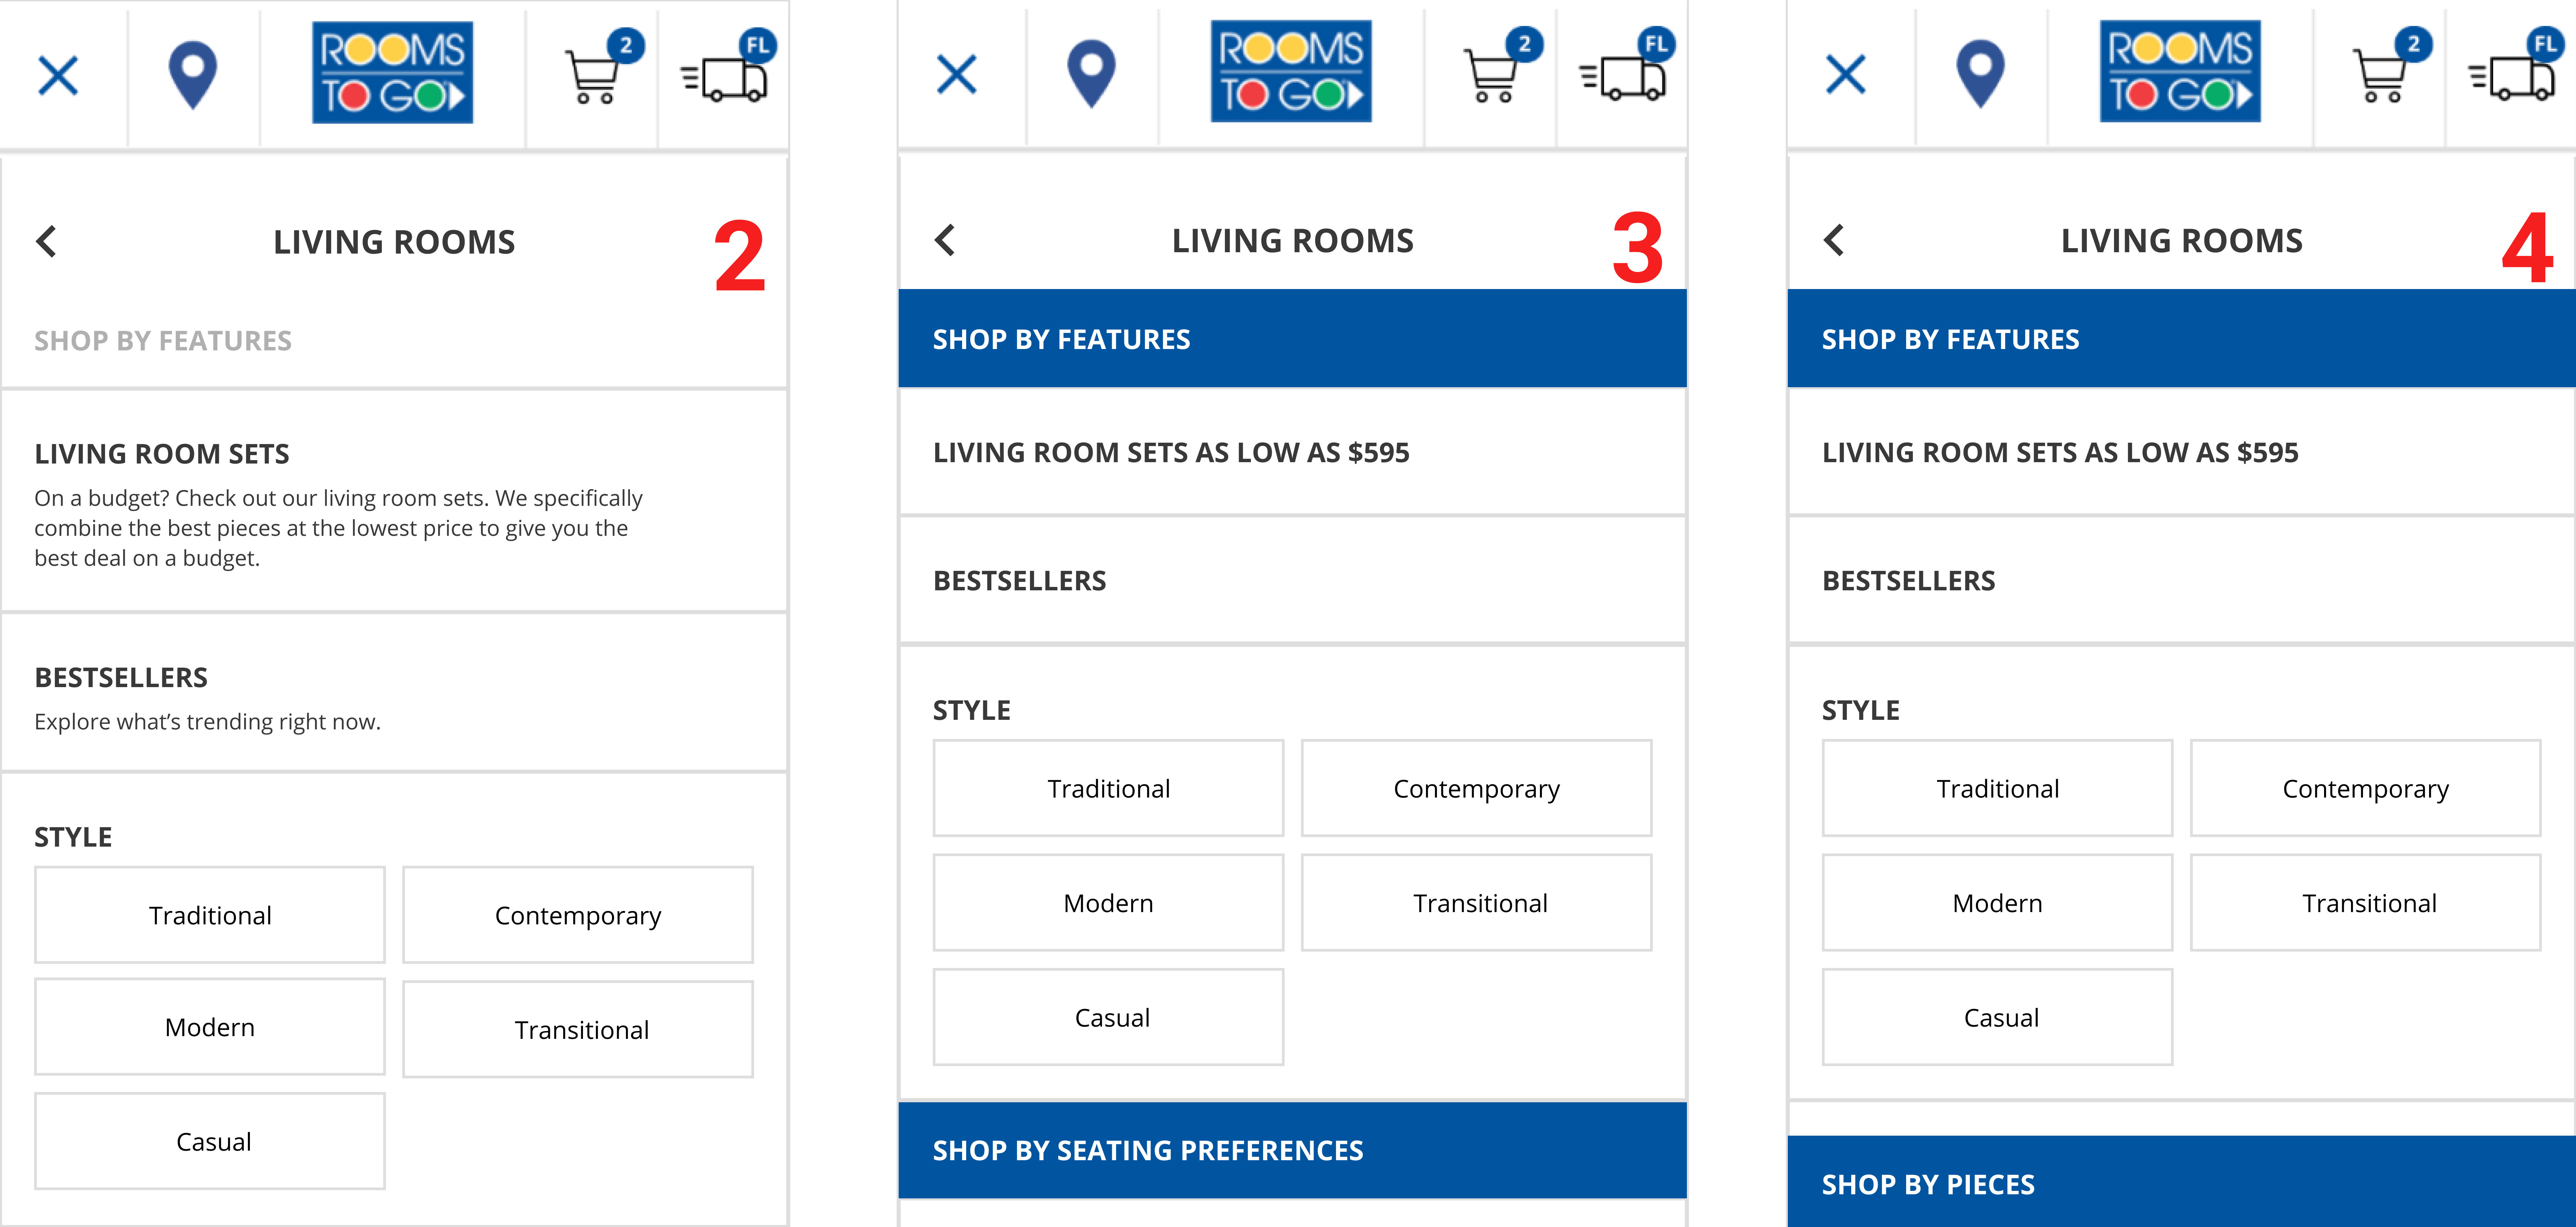 ROOMS
TO GO
2
FL
LIVING ROOMS
2
SHOP BY FEATURES
LIVING ROOM SETS
On a budget? Check out our living room sets. We specifically
combine the best pieces at the lowest price to give you the
best deal on a budget.
BESTSELLERS
Explore what’s trending right now.
STYLE
Traditional
Contemporary
Modern
Transitional
Casual
ROOMS
TO GO
2
FL
LIVING ROOMS
3
SHOP BY FEATURES
LIVING ROOM SETS AS LOW AS $595
BESTSELLERS
STYLE
Traditional
Contemporary
Modern
Transitional
Casual
SHOP BY SEATING PREFERENCES
ROOMS
TO GO
2
FL
LIVING ROOMS
4
SHOP BY FEATURES
LIVING ROOM SETS AS LOW AS $595
BESTSELLERS
STYLE
Traditional
Contemporary
Modern
Transitional
Casual
SHOP BY PIECES